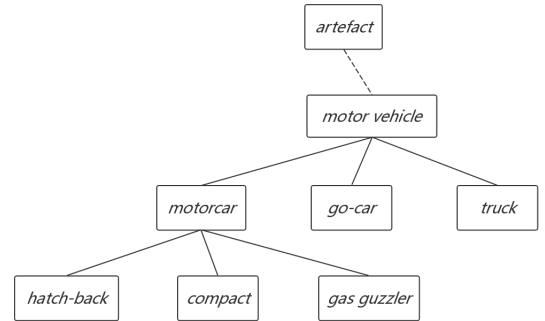 artefact
motor vehicle
motorcar
go-car
truck
hatch-back
compact
gas guzzler